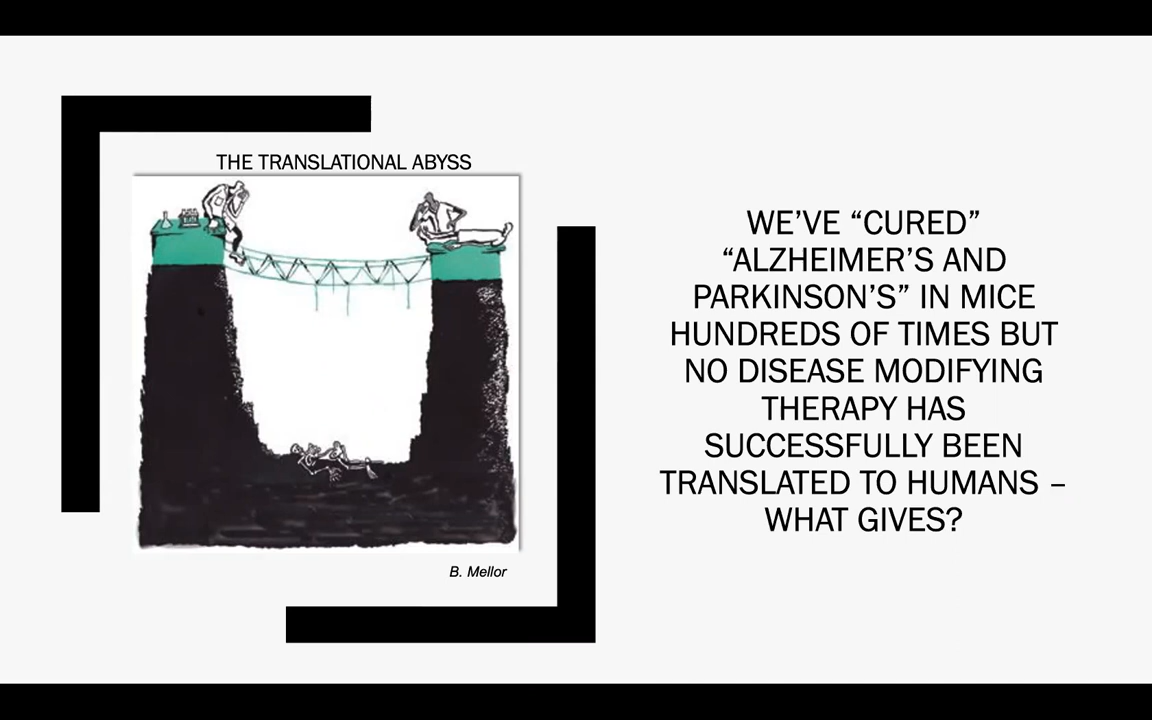 THE TRANSLATIONAL ABYSS
B. Mellor
WE’VE “CURED”
“ALZHEIMER’S AND
PARKINSON’S” IN MICE
HUNDREDS OF TIMES BUT
NO DISEASE MODIFYING
THERAPY HAS
SUCCESSFULLY BEEN
TRANSLATED TO HUMANS –
WHAT GIVES?